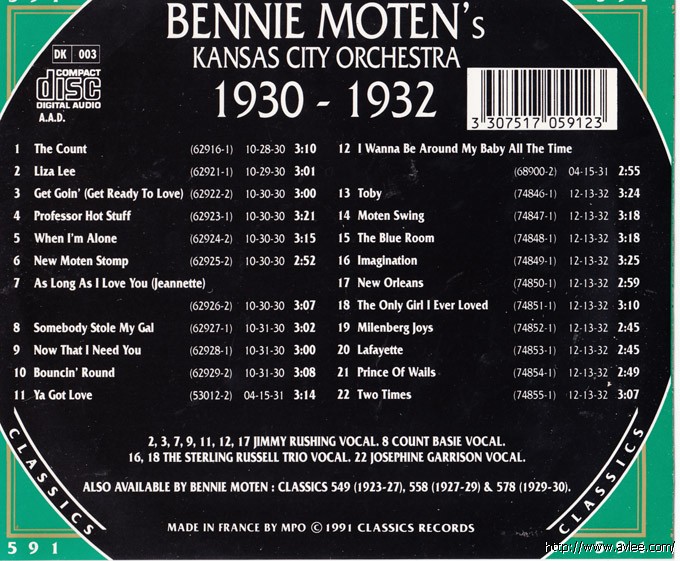 BENNIE MOTEN's
KANSAS CITY ORCHESTRA
1930 - 1932
DK 003
COMPACT
disc
DIGITAL AUDIO
A.A.D.
3 307517 059123
1 The Count (62916-1) 10-28-30 3:10
2 Liza Lee (62921-1) 10-29-30 3:01
3 Get Goin' (Get Ready To Love) (62922-2) 10-30-30 3:00
4 Professor Hot Stuff (62923-1) 10-30-30 3:21
5 When I'm Alone (62924-2) 10-30-30 3:15
6 New Moten Stomp (62925-2) 10-30-30 2:52
7 As Long As I Love You (Jeannette)
(62926-2) 10-30-30 3:07
8 Somebody Stole My Gal (62927-1) 10-31-30 3:02
9 Now That I Need You (62928-1) 10-31-30 3:00
10 Bouncin' Round (62929-2) 10-31-30 3:08
11 Ya Got Love (53012-2) 04-15-31 3:14
12 I Wanna Be Around My Baby All The Time
(68900-2) 04-15-31 2:55
13 Toby (74846-1) 12-13-32 3:24
14 Moten Swing (74847-1) 12-13-32 3:18
15 The Blue Room (74848-1) 12-13-32 3:18
16 Imagination (74849-1) 12-13-32 3:25
17 New Orleans (74850-1) 12-13-32 2:59
18 The Only Girl I Ever Loved (74851-1) 12-13-32 3:10
19 Milenberg Joys (74852-1) 12-13-32 2:45
20 Lafayette (74853-1) 12-13-32 2:45
21 Prince Of Wails (74854-1) 12-13-32 2:49
22 Two Times (74855-1) 12-13-32 3:07
2, 3, 7, 9, 11, 12, 17 JIMMY RUSHING VOCAL. 8 COUNT BASIE VOCAL.
16, 18 THE STERLING RUSSELL TRIO VOCAL. 22 JOSEPHINE GARRISON VOCAL.
ALSO AVAILABLE BY BENNIE MOTEN : CLASSICS 549 (1923-27), 558 (1927-29) & 578 (1929-30).
MADE IN FRANCE BY MPO © 1991 CLASSICS RECORDS
CLASSICS
CLASSICS
591
591
http://www.avlee.com/